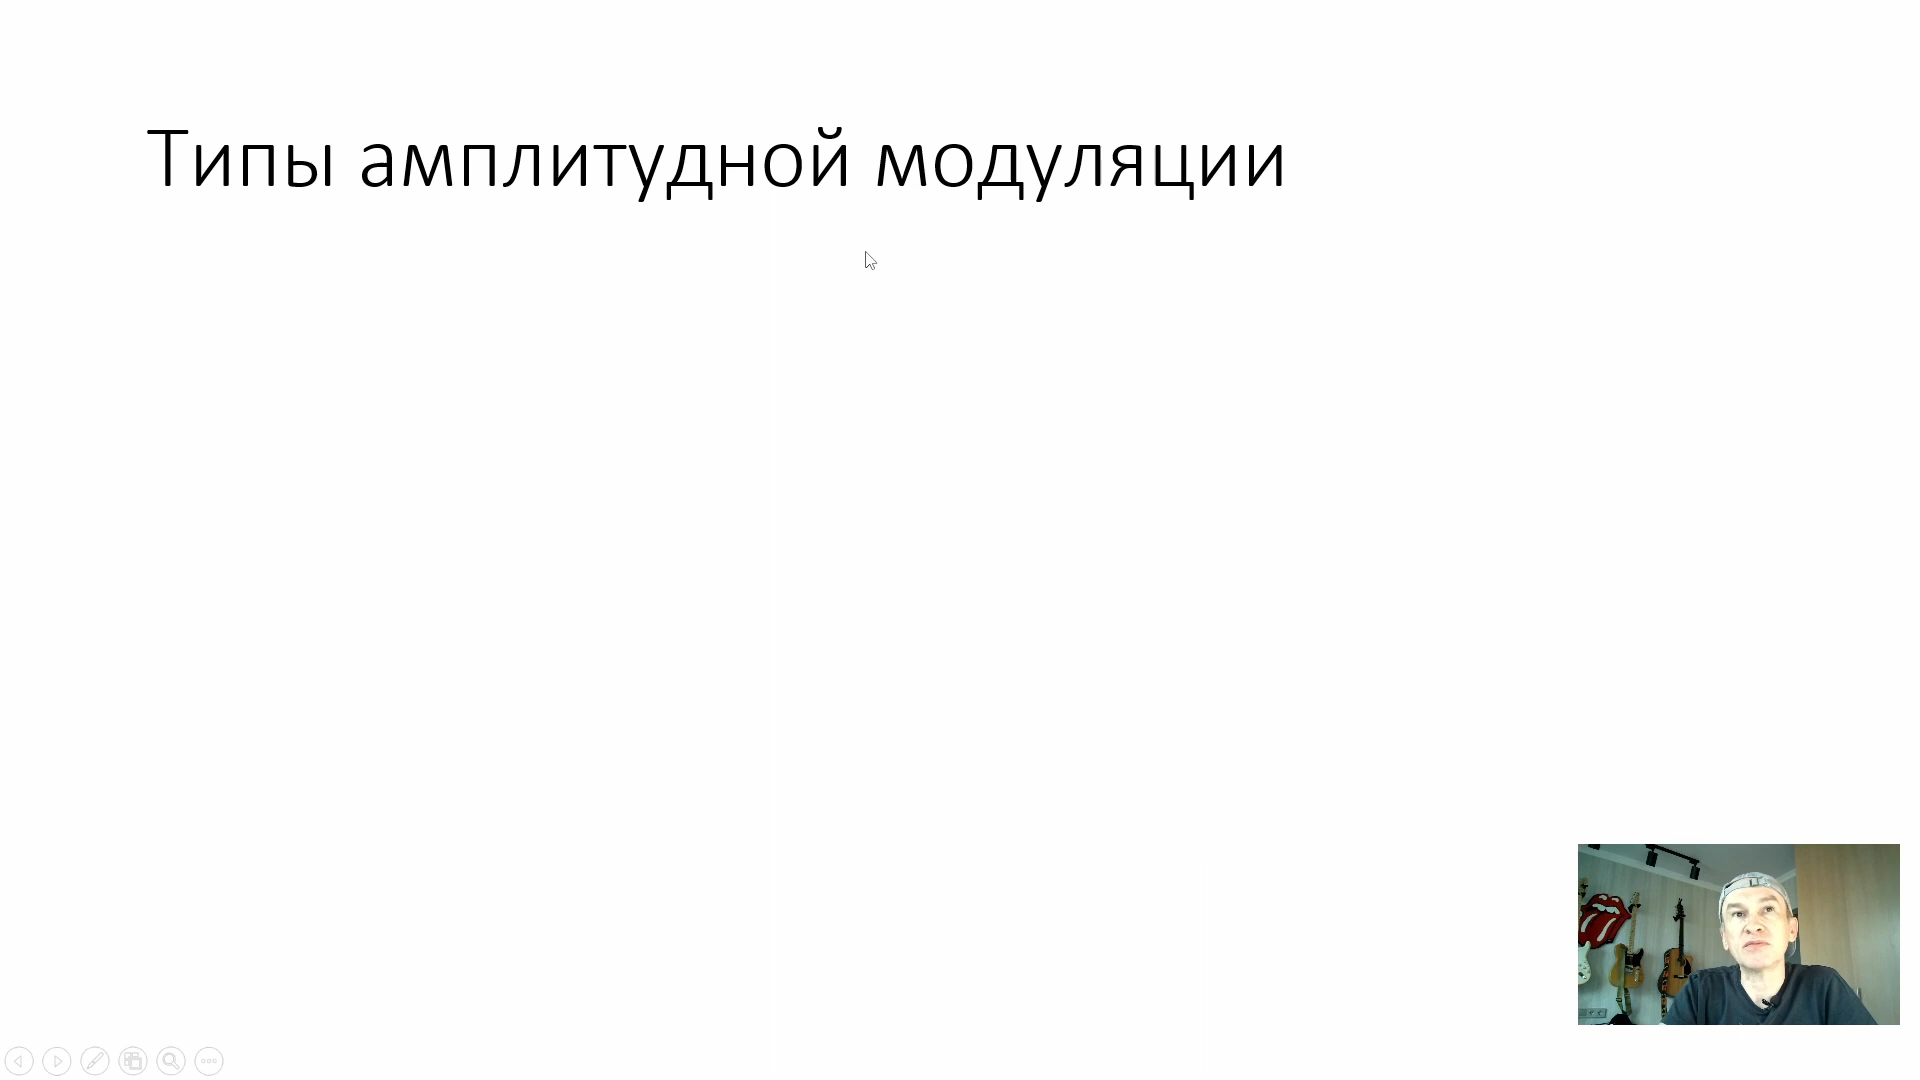 Типы амплитудной модуляции